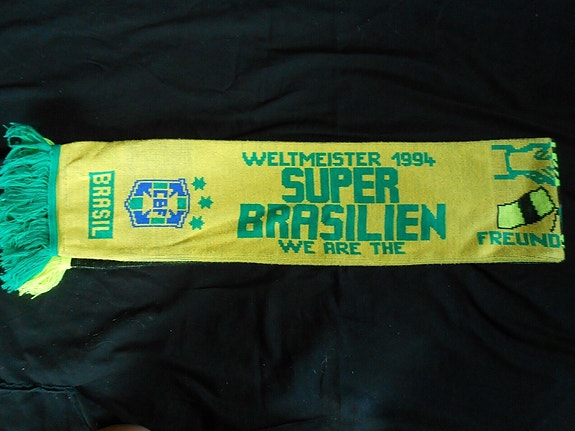 BRASIL
CBF
WELTMEISTER 1994
SUPER
BRASILIEN
WE ARE THE